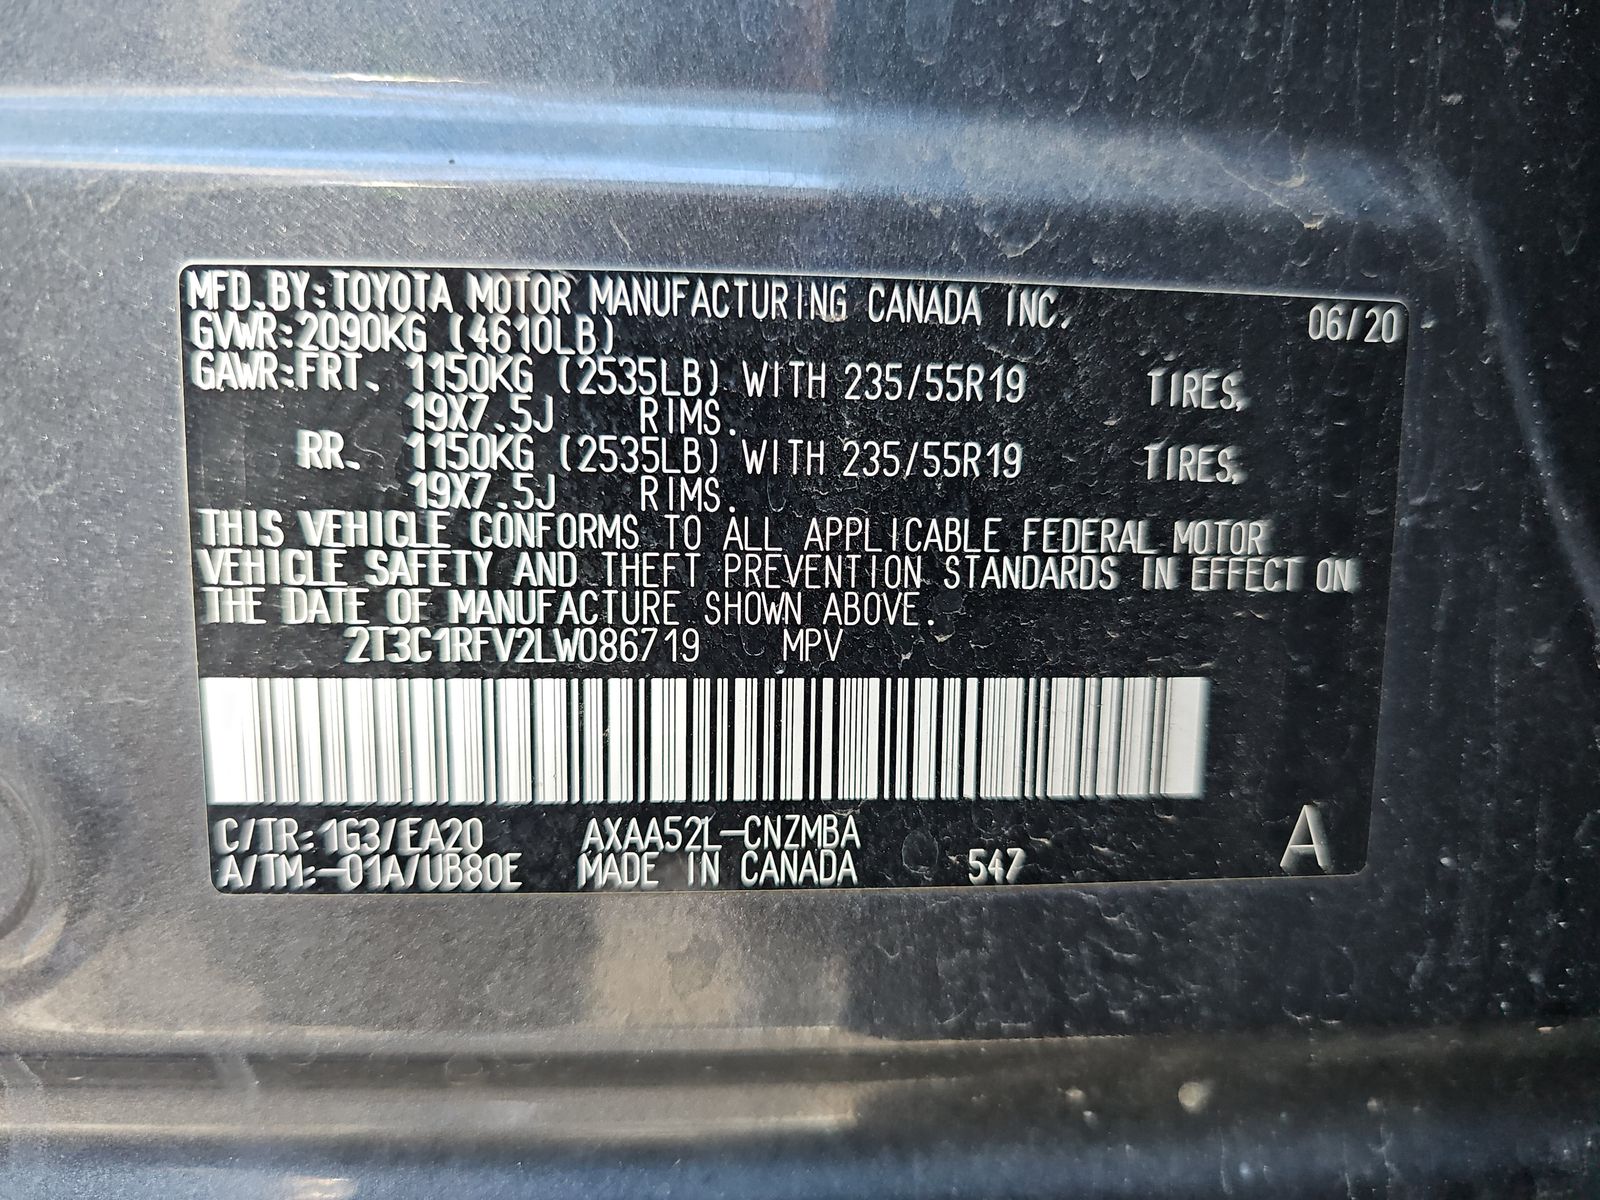 MFD.BY:TOYOTA MOTOR MANUFACTURING CANADA INC. 06/20
GVWR:2090KG (4610LB)
GAWR:FRT. 1150KG (2535LB) WITH 235/55R19 TIRES,
19X7.5J RIMS.
RR. 1150KG (2535LB) WITH 235/55R19 TIRES,
19X7.5J RIMS.
THIS VEHICLE CONFORMS TO ALL APPLICABLE FEDERAL MOTOR
VEHICLE SAFETY AND THEFT PREVENTION STANDARDS IN EFFECT ON
THE DATE OF MANUFACTURE SHOWN ABOVE.
2T3C1RFV2LW086719 MPV
C/TR:1G3/EA20 AXAA52L-CNZMBA
A/TM:-01A/UB80E MADE IN CANADA 547 A